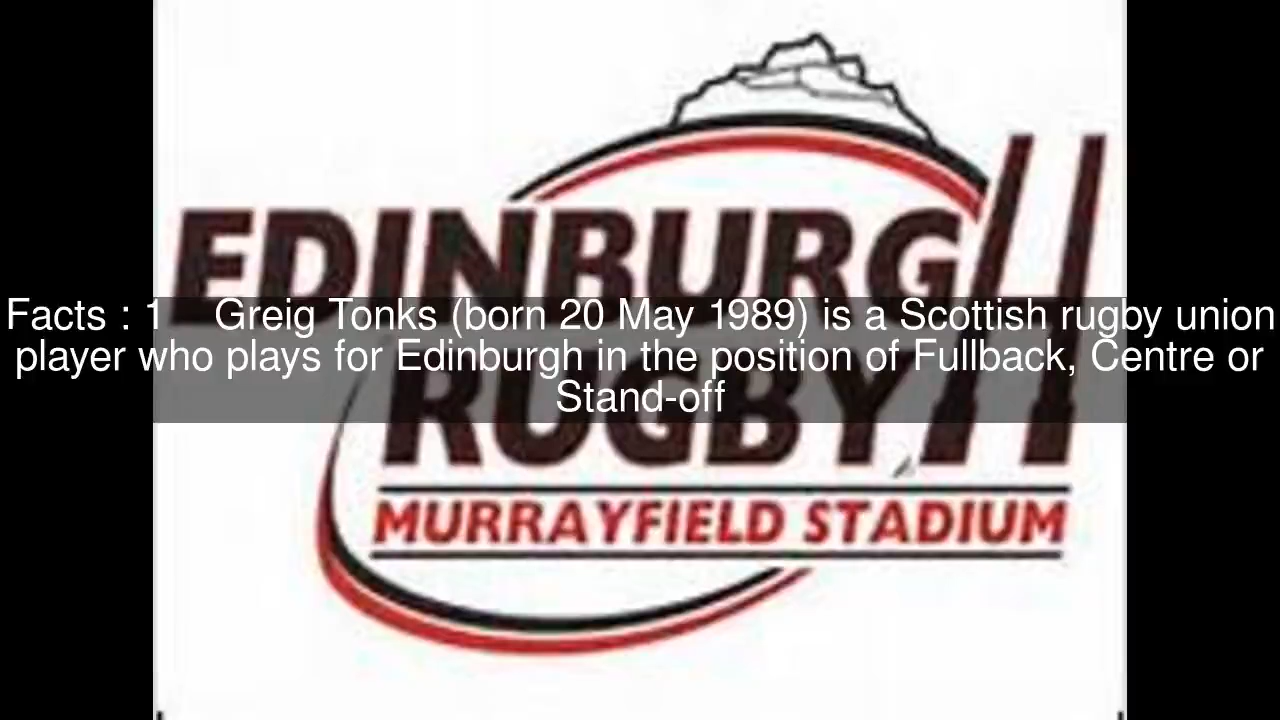 EDINBURGH
Facts : 1 Greig Tonks (born 20 May 1989) is a Scottish rugby union
player who plays for Edinburgh in the position of Fullback, Centre or
Stand-off
RUGBY
MURRAYFIELD STADIUM